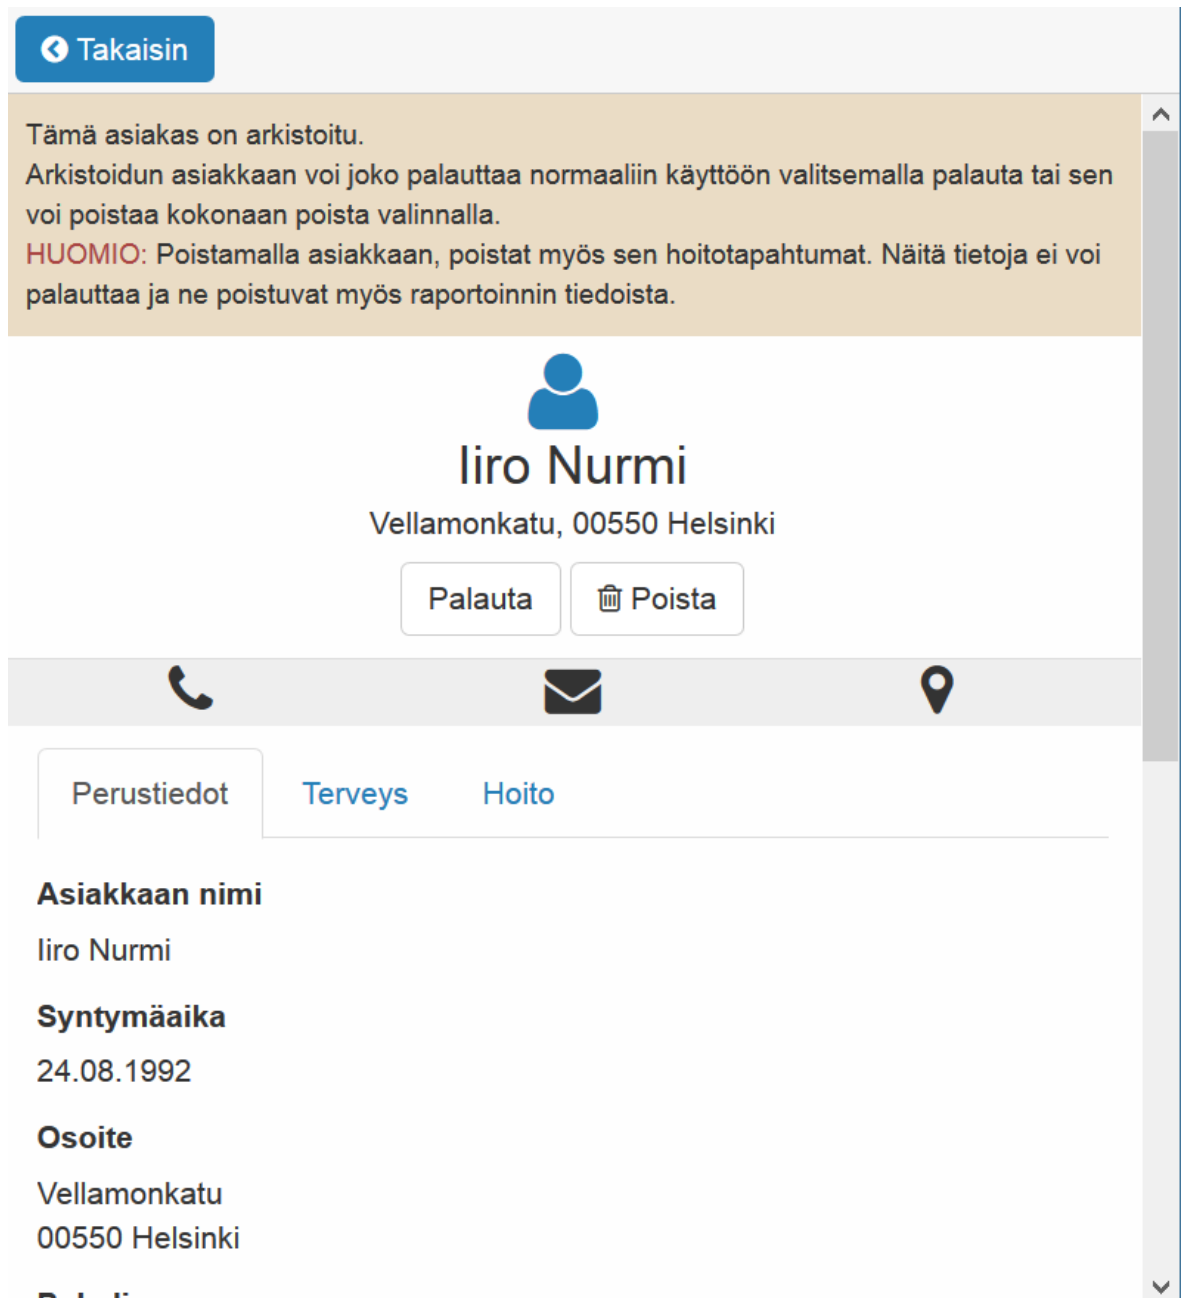 Takaisin
Tämä asiakas on arkistoitu.
Arkistoidun asiakkaan voi joko palauttaa normaaliin käyttöön valitsemalla palauta tai sen
voi poistaa kokonaan poista valinnalla.
HUOMIO: Poistamalla asiakkaan, poistat myös sen hoitotapahtumat. Näitä tietoja ei voi
palauttaa ja ne poistuvat myös raportoinnin tiedoista.
Iiro Nurmi
Vellamonkatu, 00550 Helsinki
Palauta Poista
Perustiedot Terveys Hoito
Asiakkaan nimi
Iiro Nurmi
Syntymäaika
24.08.1992
Osoite
Vellamonkatu
00550 Helsinki